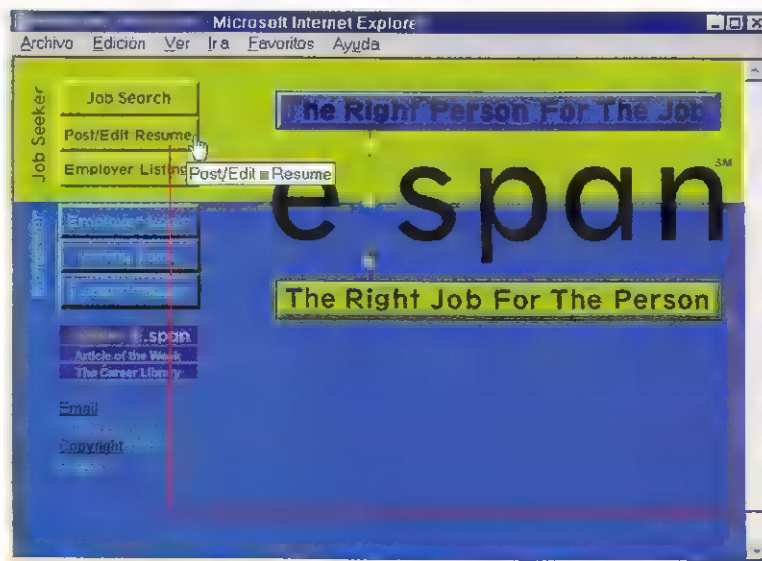 Microsoft Internet Explore
Archivo Edición Ver Ir a Favoritos Ayuda
Job Seeker
Job Search
Post/Edit Resume
Employer Listing
Post/Edit Resume
The Right Person For The Job
e span
SM
The Right Job For The Person
Employer
e.span
Article of the Week
The Career Library
Email
Copyright